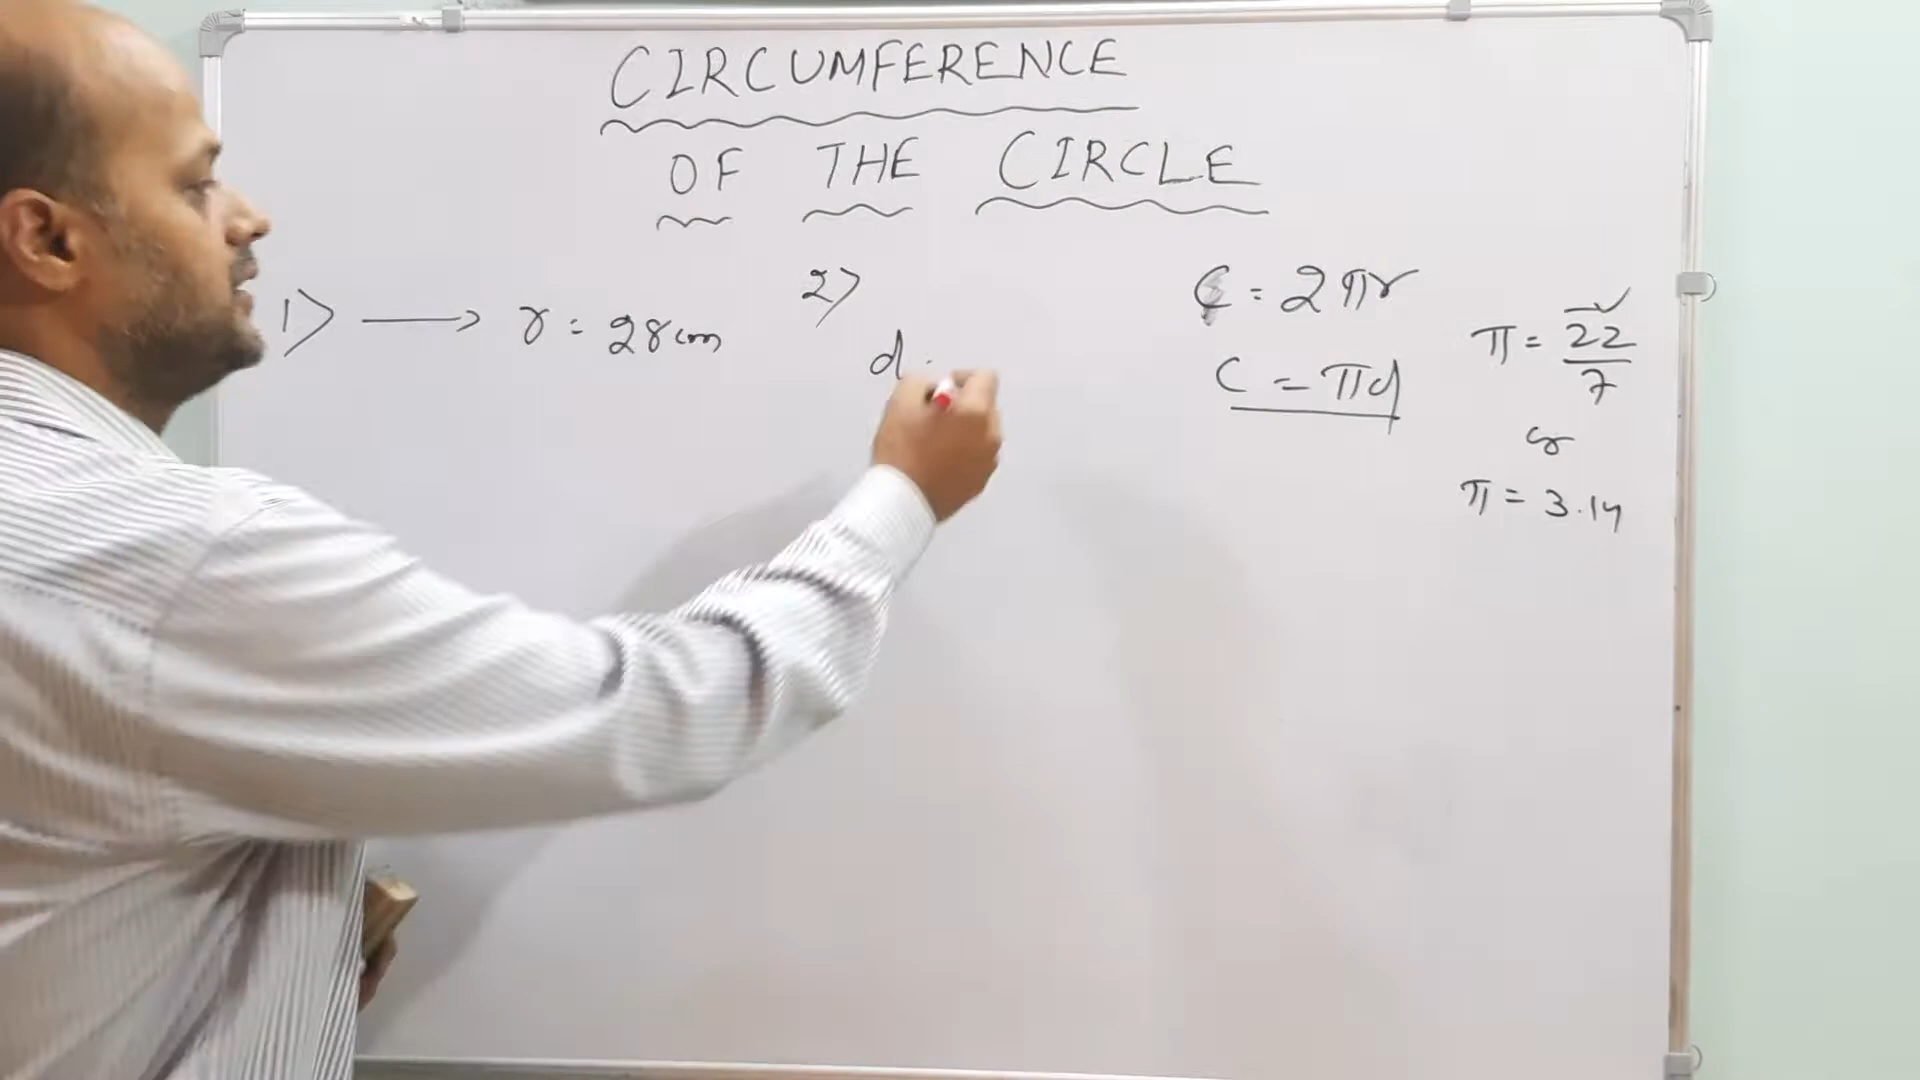 CIRCUMFERENCE
OF THE CIRCLE
1) → r = 28cm
2)
d =
C = 2πr
C = πd
π = 22/7
or
π = 3.14